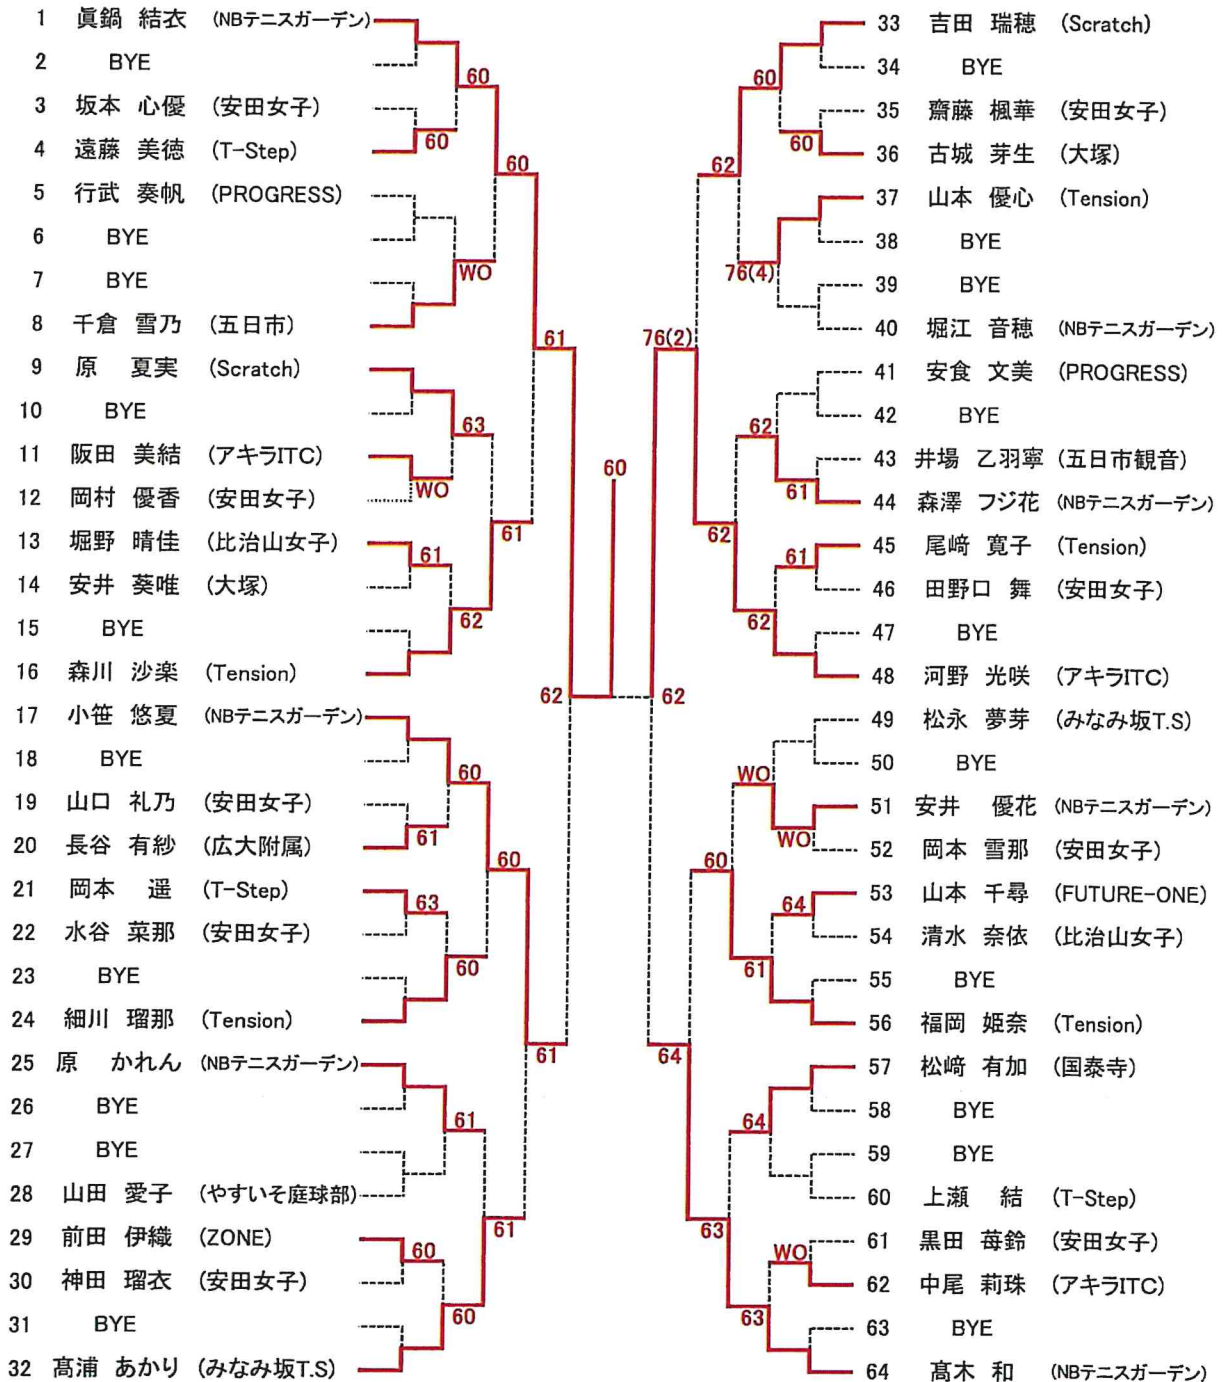 1 眞鍋 結衣 (NBテニスガーデン)
2 BYE
60
3 坂本 心優 (安田女子)
60
4 遠藤 美徳 (T-Step)
60
5 行武 奏帆 (PROGRESS)
6 BYE
WO
7 BYE
8 千倉 雪乃 (五日市)
61
9 原 夏実 (Scratch)
10 BYE
63
11 阪田 美結 (アキラITC)
WO
12 岡村 優香 (安田女子)
61
13 堀野 晴佳 (比治山女子)
61
14 安井 葵唯 (大塚)
62
15 BYE
16 森川 沙楽 (Tension)
62
17 小笹 悠夏 (NBテニスガーデン)
18 BYE
60
19 山口 礼乃 (安田女子)
61
20 長谷 有紗 (広大附属)
60
21 岡本 遥 (T-Step)
63
22 水谷 菜那 (安田女子)
60
23 BYE
24 細川 瑠那 (Tension)
61
25 原 かれん (NBテニスガーデン)
26 BYE
61
27 BYE
28 山田 愛子 (やすいそ庭球部)
61
29 前田 伊織 (ZONE)
60
30 神田 瑠衣 (安田女子)
60
31 BYE
32 髙浦 あかり (みなみ坂T.S)
60
33 吉田 瑞穂 (Scratch)
34 BYE
60
35 齋藤 楓華 (安田女子)
60
36 古城 芽生 (大塚)
62
37 山本 優心 (Tension)
38 BYE
76(4)
39 BYE
40 堀江 音穂 (NBテニスガーデン)
76(2)
41 安食 文美 (PROGRESS)
42 BYE
62
43 井場 乙羽寧 (五日市観音)
61
44 森澤 フジ花 (NBテニスガーデン)
62
45 尾﨑 寛子 (Tension)
61
46 田野口 舞 (安田女子)
62
47 BYE
48 河野 光咲 (アキラITC)
62
49 松永 夢芽 (みなみ坂T.S)
50 BYE
WO
51 安井 優花 (NBテニスガーデン)
WO
52 岡本 雪那 (安田女子)
60
53 山本 千尋 (FUTURE-ONE)
64
54 清水 奈依 (比治山女子)
61
55 BYE
56 福岡 姫奈 (Tension)
64
57 松﨑 有加 (国泰寺)
58 BYE
64
59 BYE
60 上瀬 結 (T-Step)
63
61 黒田 苺鈴 (安田女子)
WO
62 中尾 莉珠 (アキラITC)
63
63 BYE
64 髙木 和 (NBテニスガーデン)